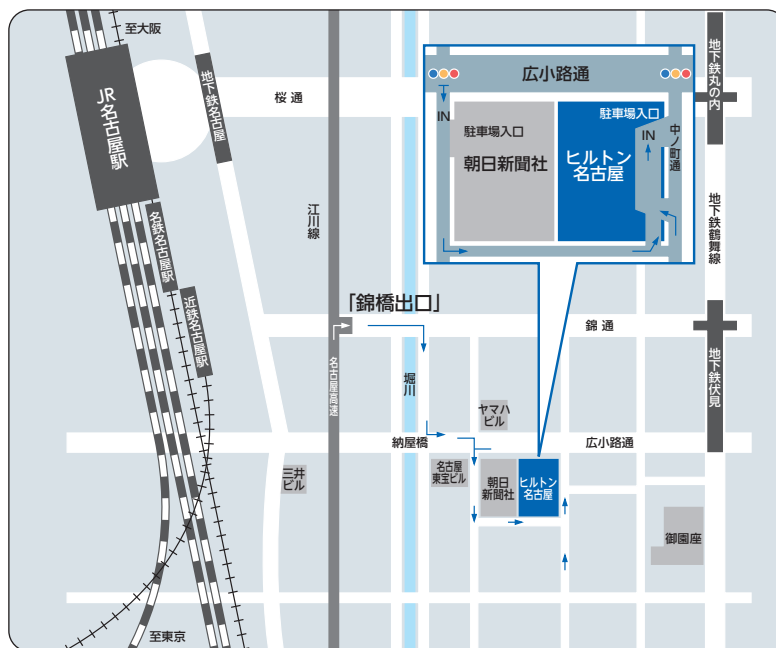 至大阪
JR名古屋駅
地下鉄名古屋
桜通
江川線
名鉄名古屋駅
近鉄名古屋駅
「錦橋出口」
名古屋高速
堀川
錦通
地下鉄丸の内
地下鉄鶴舞線
地下鉄伏見
広小路通
IN
駐車場入口
朝日新聞社
駐車場入口
IN
ヒルトン
名古屋
中ノ町通
ヤマハ
ビル
納屋橋
広小路通
三井
ビル
名古屋
東宝ビル
朝日
新聞社
ヒルトン
名古屋
御園座
至東京